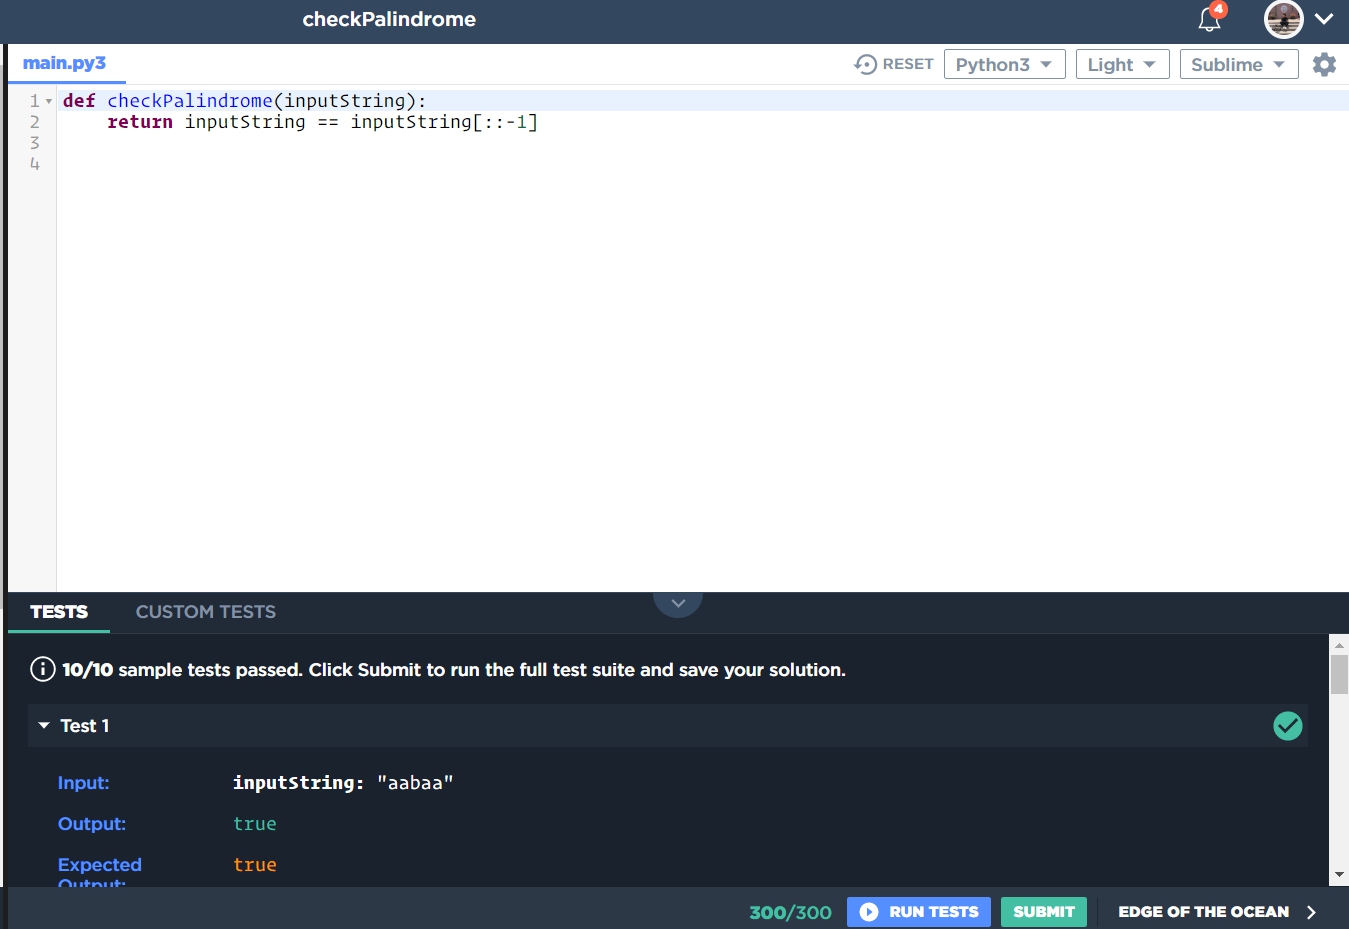 checkPalindrome
4
main.py3
RESET
Python3
Light
Sublime
1 def checkPalindrome(inputString):
2 return inputString == inputString[::-1]
3
4
TESTS
CUSTOM TESTS
10/10 sample tests passed. Click Submit to run the full test suite and save your solution.
Test 1
Input: inputString: "aabaa"
Output: true
Expected true
Output:
300/300
RUN TESTS
SUBMIT
EDGE OF THE OCEAN